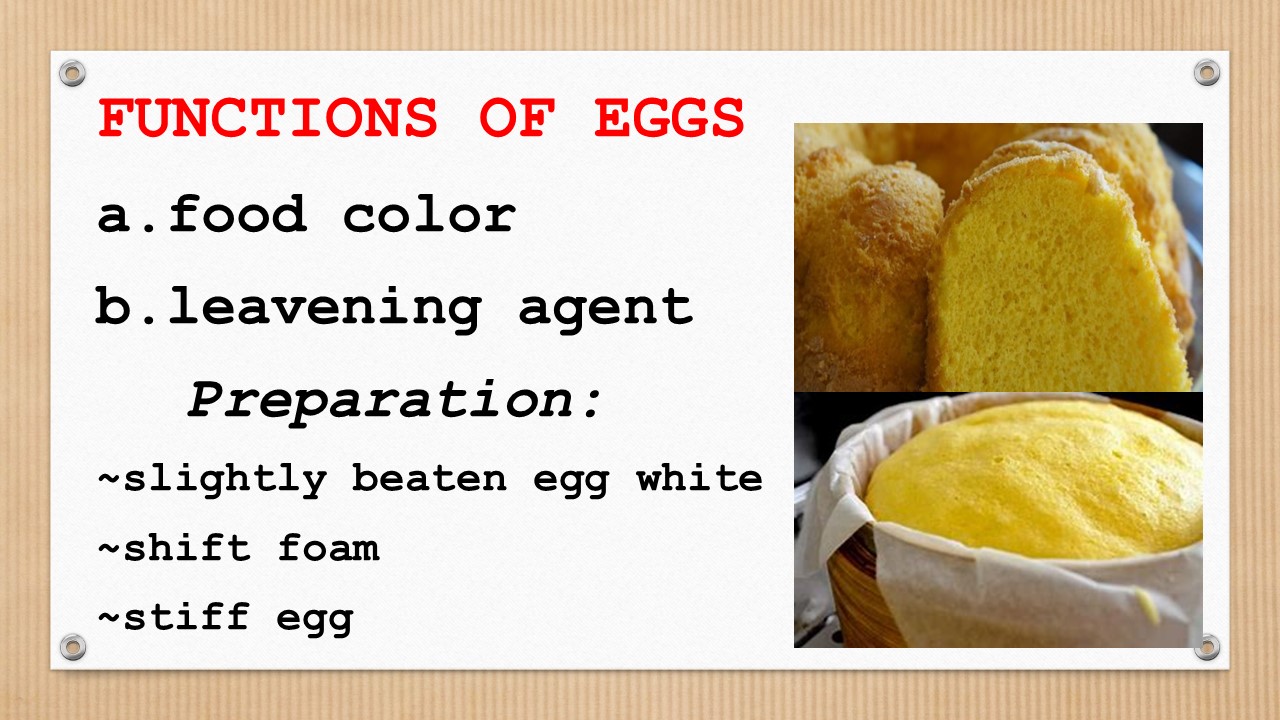 FUNCTIONS OF EGGS
a.food color
b.leavening agent
Preparation:
~slightly beaten egg white
~shift foam
~stiff egg